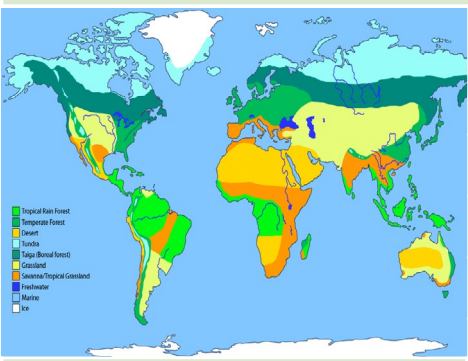 Tropical Rain Forest
Temperate Forest
Desert
Tundra
Taiga (Boreal forest)
Grassland
Savanna/Tropical Grassland
Freshwater
Marine
Ice